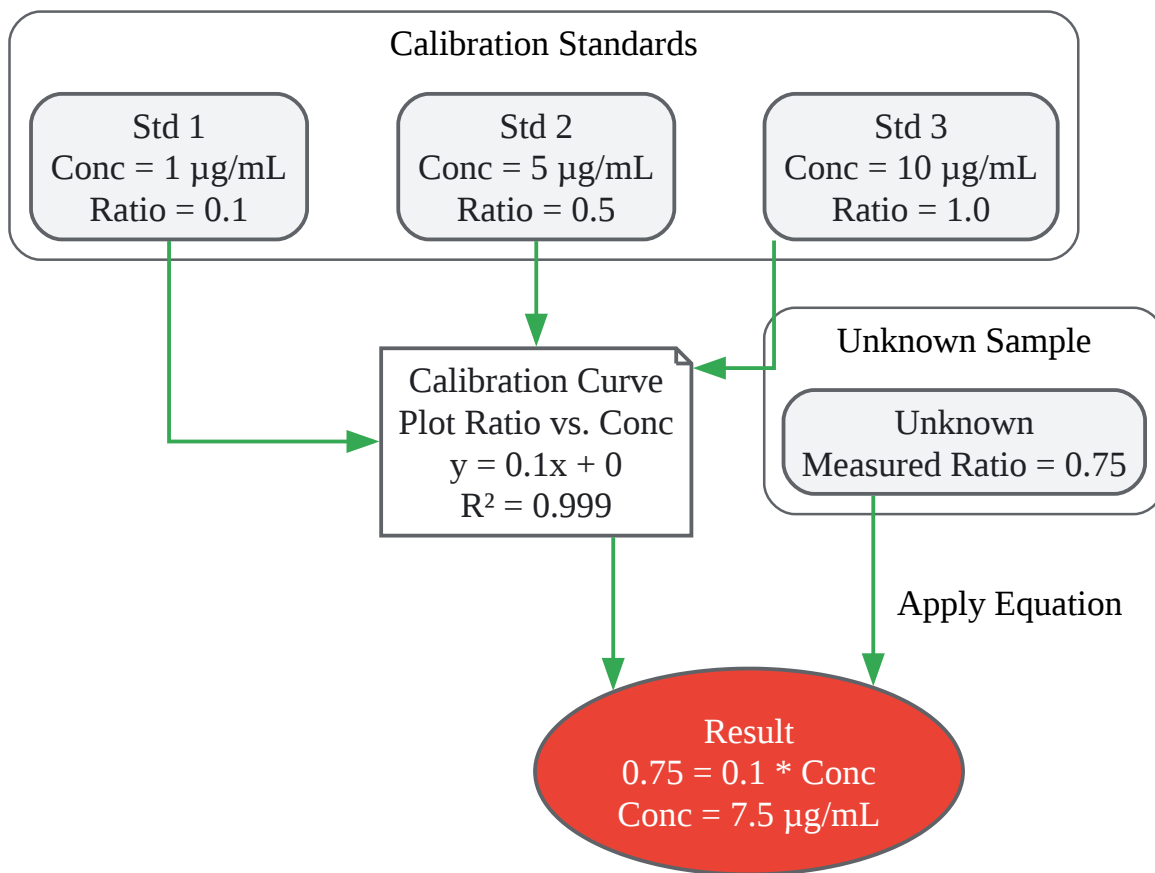 Calibration Standards
Std 1
Conc = 1 µg/mL
Ratio = 0.1
Std 2
Conc = 5 µg/mL
Ratio = 0.5
Std 3
Conc = 10 µg/mL
Ratio = 1.0
Calibration Curve
Plot Ratio vs. Conc
y = 0.1x + 0
R² = 0.999
Unknown Sample
Unknown
Measured Ratio = 0.75
Apply Equation
Result
0.75 = 0.1 * Conc
Conc = 7.5 µg/mL